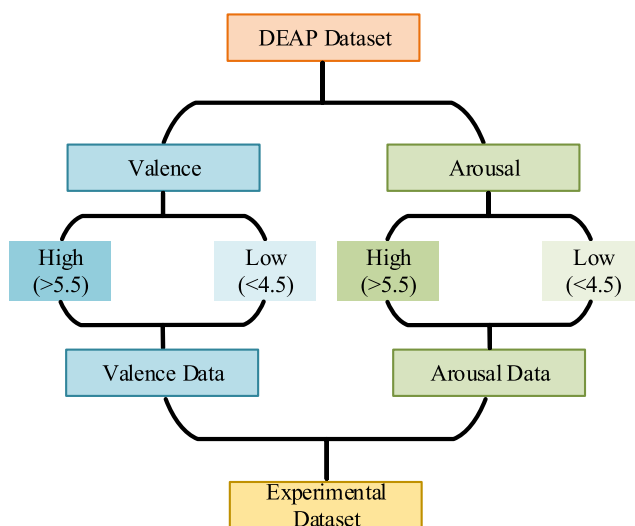 DEAP Dataset
Valence
Arousal
High
(>5.5)
Low
(<4.5)
High
(>5.5)
Low
(<4.5)
Valence Data
Arousal Data
Experimental
Dataset